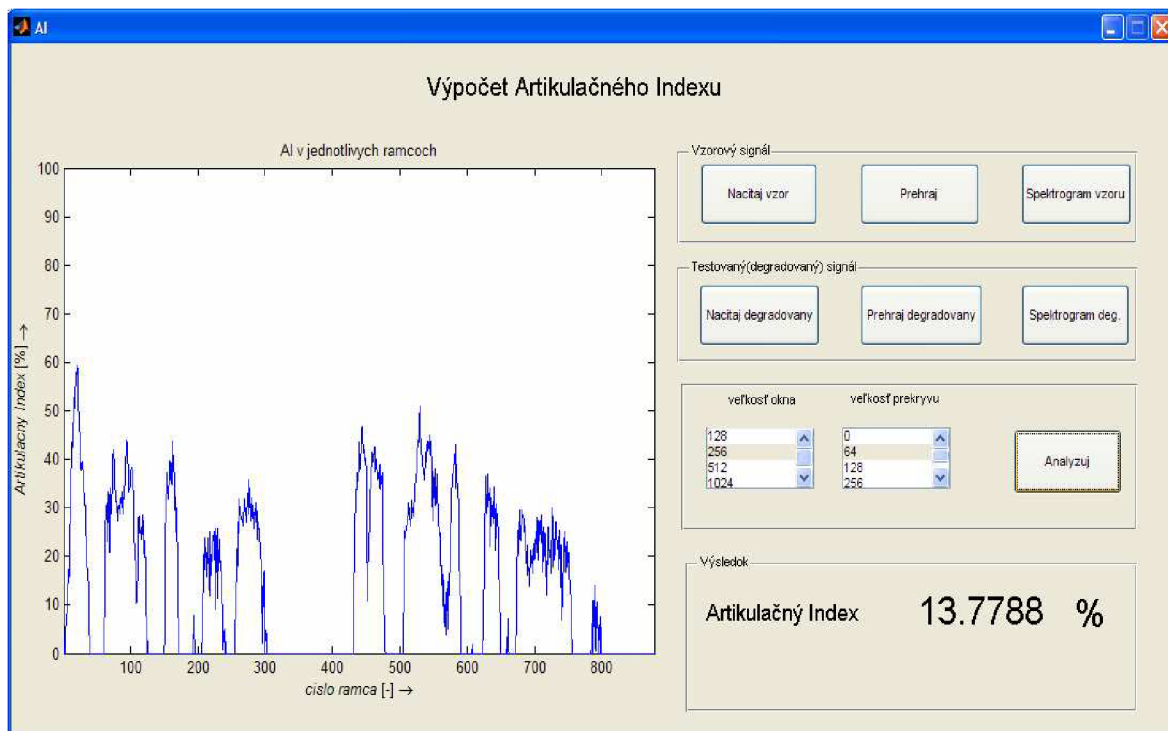 AI
Výpočet Artikulačného Indexu
AI v jednotlivych ramcoch
100
90
80
70
60
50
40
30
20
10
0
Artikulacny Index [%] →
100 200 300 400 500 600 700 800
cislo ramca [-] →
Vzorový signál
Nacitaj vzor
Prehraj
Spektrogram vzoru
Testovaný(degradovaný) signál
Nacitaj degradovany
Prehraj degradovany
Spektrogram deg.
veľkosť okna
128
256
512
1024
veľkosť prekryvu
0
64
128
256
Analyzuj
Výsledok
Artikulačný Index 13.7788 %